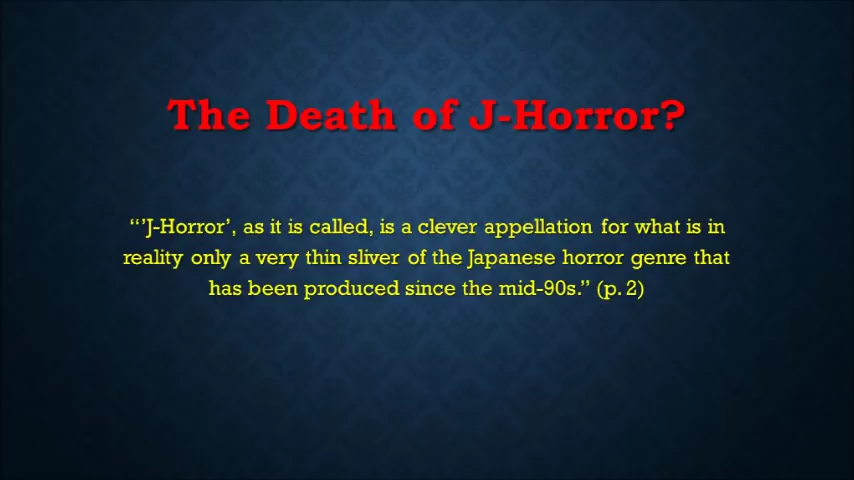 The Death of J-Horror?
“’J-Horror’, as it is called, is a clever appellation for what is in
reality only a very thin sliver of the Japanese horror genre that
has been produced since the mid-90s.” (p. 2)